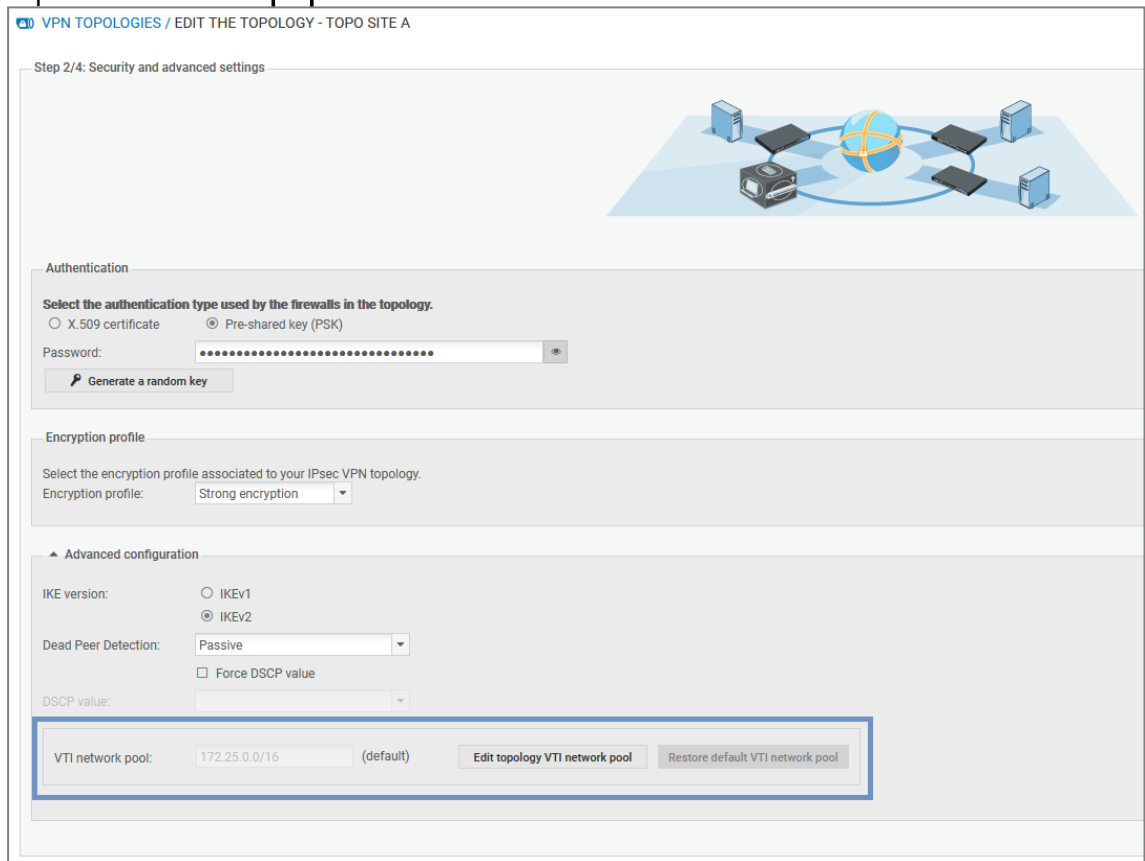 VPN TOPOLOGIES / EDIT THE TOPOLOGY - TOPO SITE A
Step 2/4: Security and advanced settings
Authentication
Select the authentication type used by the firewalls in the topology.
X.509 certificate Pre-shared key (PSK)
Password: ●●●●●●●●●●●●●●●●●●●●●●●●●●●●●●●●
Generate a random key
Encryption profile
Select the encryption profile associated to your IPsec VPN topology.
Encryption profile: Strong encryption
Advanced configuration
IKE version: IKEv1
IKEv2
Dead Peer Detection: Passive
Force DSCP value
DSCP value:
VTI network pool: 172.25.0.0/16 (default) Edit topology VTI network pool Restore default VTI network pool